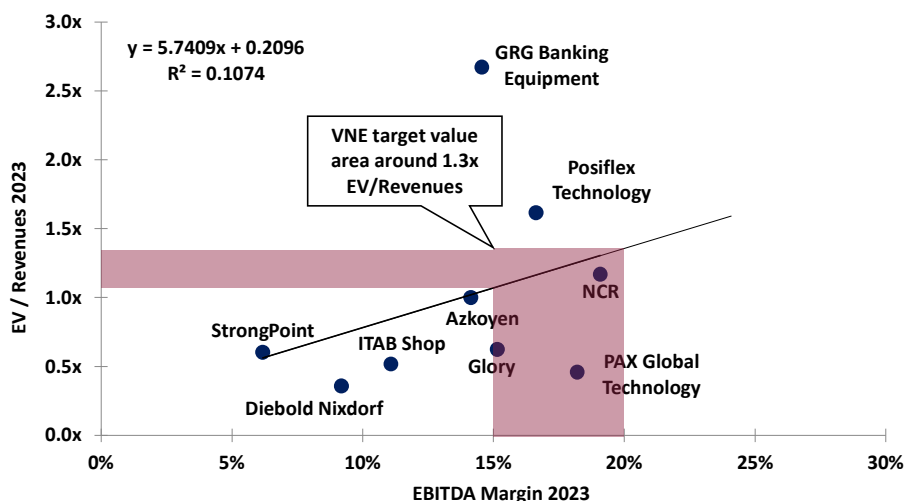 3.0x
2.5x
2.0x
1.5x
1.0x
0.5x
0.0x
EV / Revenues 2023
y = 5.7409x + 0.2096
R² = 0.1074
GRG Banking
Equipment
VNE target value
area around 1.3x
EV/Revenues
Posiflex
Technology
NCR
Azkoyen
StrongPoint
ITAB Shop
Glory
PAX Global
Technology
Diebold Nixdorf
0%
5%
10%
15%
20%
25%
30%
EBITDA Margin 2023